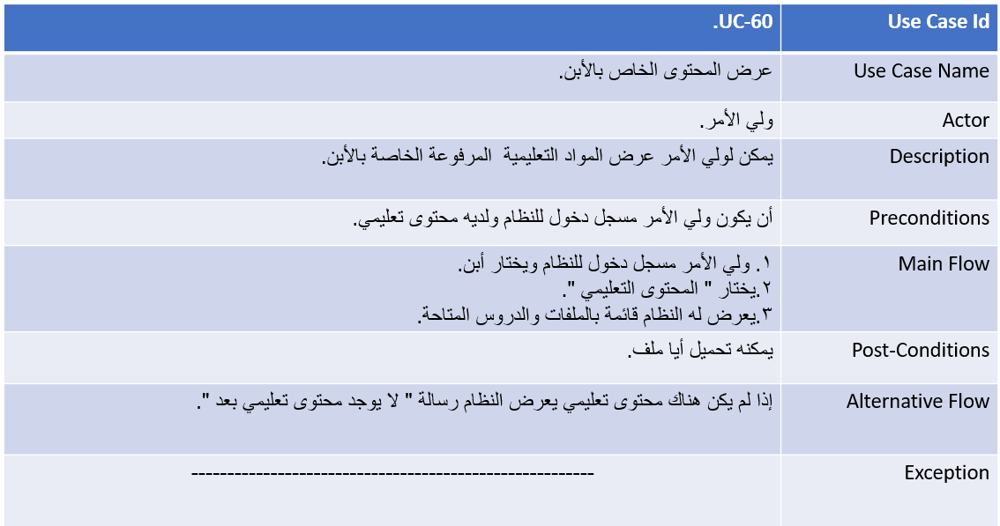 Use Case Id UC-60.
Use Case Name عرض المحتوى الخاص بالأبن.
Actor ولي الأمر.
Description يمكن لولي الأمر عرض المواد التعليمية  المرفوعة الخاصة بالأبن.
Preconditions أن يكون ولي الأمر مسجل دخول للنظام ولديه محتوى تعليمي.
Main Flow ١. ولي الأمر مسجل دخول للنظام ويختار أبن.
٢.يختار " المحتوى التعليمي ".
٣.يعرض له النظام قائمة بالملفات والدروس المتاحة.
Post-Conditions يمكنه تحميل أيا ملف.
Alternative Flow إذا لم يكن هناك محتوى تعليمي يعرض النظام رسالة " لا يوجد محتوى تعليمي بعد ".
Exception --------------------------------------------------------